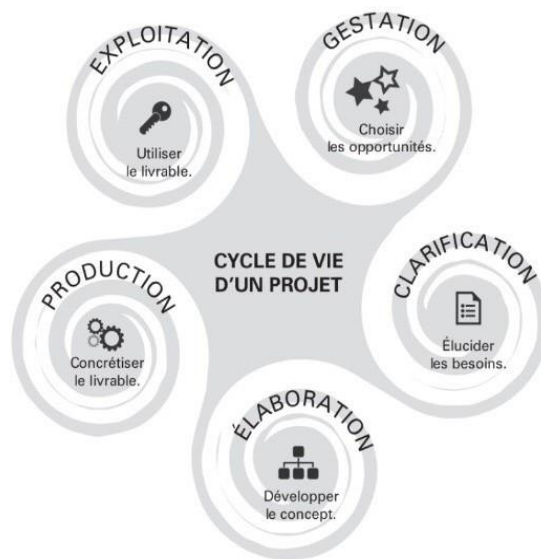 CYCLE DE VIE
D'UN PROJET
GESTATION
Choisir
les opportunités.
CLARIFICATION
Élucider
les besoins.
ÉLABORATION
Développer
le concept.
PRODUCTION
Concrétiser
le livrable.
EXPLOITATION
Utiliser
le livrable.